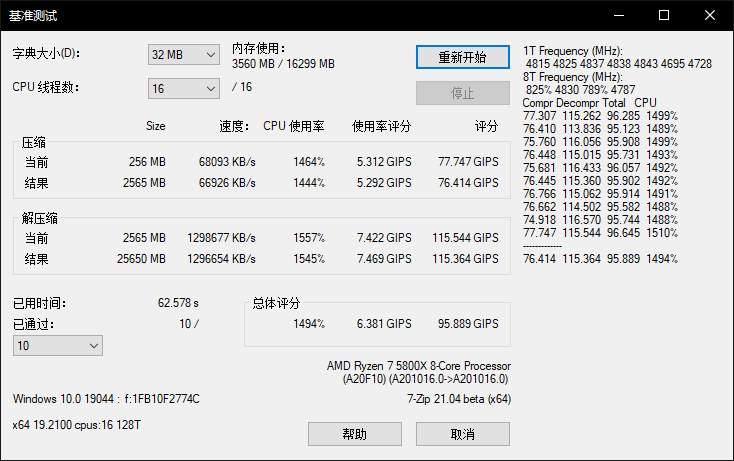 基准测试
字典大小(D)：
32 MB
内存使用：
3560 MB / 16299 MB
重新开始
CPU 线程数：
16
/ 16
停止
Size 速度： CPU 使用率 使用率评分 评分
压缩
当前 256 MB 68093 KB/s 1464% 5.312 GIPS 77.747 GIPS
结果 2565 MB 66926 KB/s 1444% 5.292 GIPS 76.414 GIPS
解压缩
当前 2565 MB 1298677 KB/s 1557% 7.422 GIPS 115.544 GIPS
结果 25650 MB 1296654 KB/s 1545% 7.469 GIPS 115.364 GIPS
已用时间： 62.578 s
已通过： 10 /
10
总体评分
1494% 6.381 GIPS 95.889 GIPS
AMD Ryzen 7 5800X 8-Core Processor
(A20F10) (A201016.0->A201016.0)
Windows 10.0 19044 : f:1FB10F2774C
7-Zip 21.04 beta (x64)
x64 19.2100 cpus:16 128T
帮助
取消
1T Frequency (MHz):
4815 4825 4837 4838 4843 4695 4728
8T Frequency (MHz):
825% 4830 789% 4787
Compr Decompr Total CPU
77.307 115.262 96.285 1499%
76.410 113.836 95.123 1489%
75.760 116.056 95.908 1499%
76.448 115.015 95.731 1493%
75.681 116.433 96.057 1492%
76.445 115.360 95.902 1492%
76.766 115.062 95.914 1491%
76.662 114.502 95.582 1488%
74.918 116.570 95.744 1488%
77.747 115.544 96.645 1510%
-------------
76.414 115.364 95.889 1494%